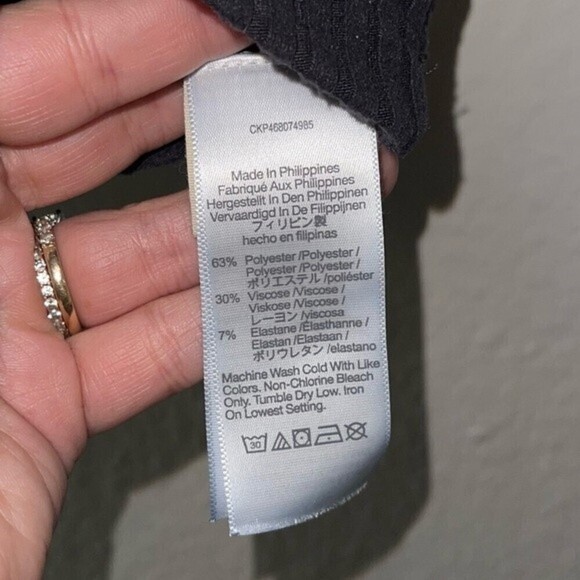 CKP468074985
Made In Philippines
Fabriqué Aux Philippines
Hergestellt In Den Philippinen
Vervaardigd In De Filippijnen
フィリピン製
hecho en filipinas
63% Polyester /Polyester /
Polyester /Polyester /
ポリエステル /poliéster
30% Viscose /Viscose /
Viskose /Viscose /
レーヨン /viscosa
7% Elastane /Élasthanne /
Elastan /Elastaan /
ポリウレタン /elastano
Machine Wash Cold With Like
Colors. Non-Chlorine Bleach
Only. Tumble Dry Low. Iron
On Lowest Setting.
30